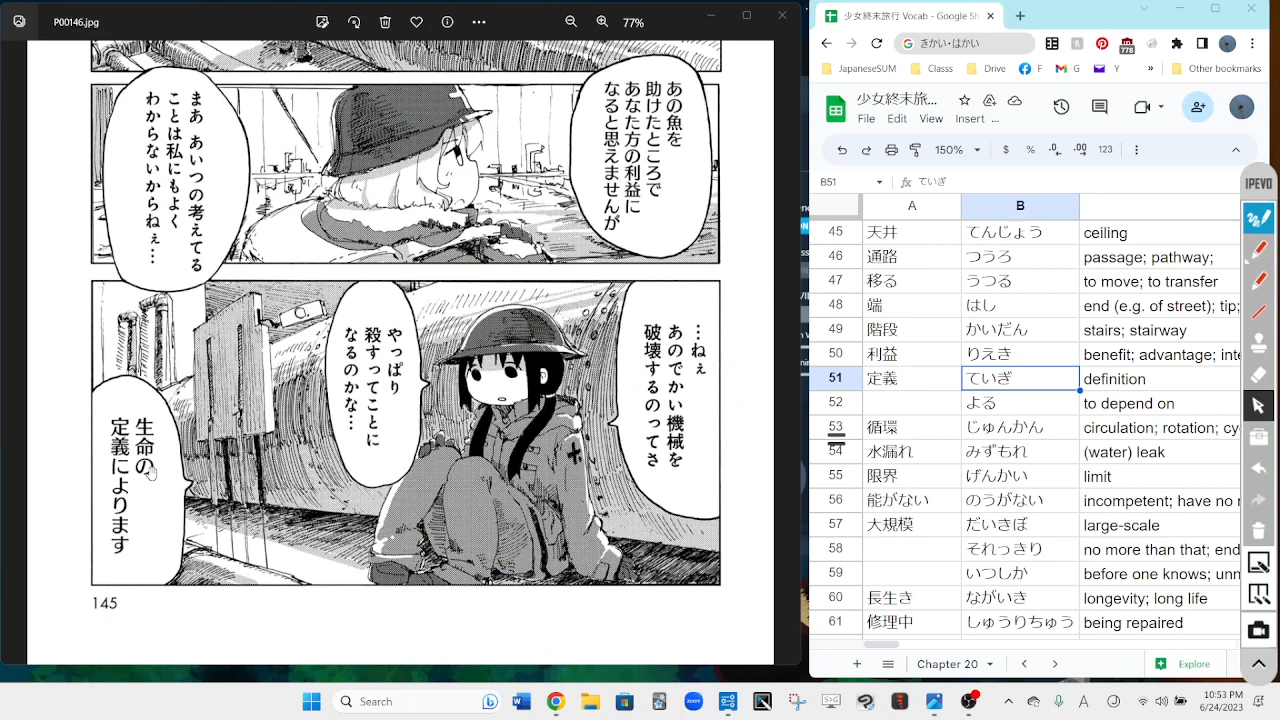 P00146.jpg
77%
あの魚を
助けたところで
あなた方の利益に
なると思えませんが
まあ あいつの考えてる
ことは私にもよく
わからないからねぇ…
…ねぇ
あのでかい機械を
破壊するのってさ
やっぱり
殺すってことに
なるのかな…
生命の
定義によります
145
少女終末旅行 Vocab - Google Sh
きかい・はかい
778
JapaneseSUM
Classs
Drive
F
G
Y
Other bookmarks
少女終末旅...
File Edit View Insert ...
150%
$ % .0 .00 123
B51
fx ていぎ
A B
45 天井 てんじょう ceiling
46 通路 つうろ passage; pathway;
47 移る うつる to move; to transfer
48 端 はし end (e.g. of street); tip
49 階段 かいだん stairs; stairway
50 利益 りえき benefit; advantage; int
51 定義 ていぎ definition
52 よる to depend on
53 循環 じゅんかん circulation; rotation; cy
54 水漏れ みずもれ (water) leak
55 限界 げんかい limit
56 能がない のうがない incompetent; have no r
57 大規模 だいきぼ large-scale
58 それっきり no more than that; end
59 いつしか before one knows; unn
60 長生き ながいき longevity; long life
61 修理中 しゅうりちゅう being repaired
Chapter 20
Explore
IPEVO
Search
zoom
A
10:53 PM
6/24/2023